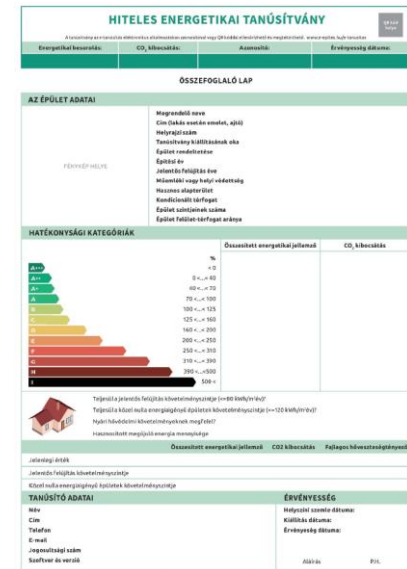 HITELES ENERGETIKAI TANÚSÍTVÁNY
QR kód helye
Energetikai besorolás: CO₂ kibocsátás: Azonosító: Érvényesség dátuma:
ÖSSZEFOGLALÓ LAP
AZ ÉPÜLET ADATAI
FÉNYKÉP HELYE
Megrendelő neve
Cím (lakás esetén emelet, ajtó)
Helyrajzi szám
Tanúsítvány kiállításának oka
Épület rendeltetése
Építési év
Jelentős felújítás éve
Műemléki vagy helyi védettség
Hasznos alapterület
Kondicionált térfogat
Épület szintjeinek száma
Épület felület-térfogat aránya
HATÉKONYSÁGI KATEGÓRIÁK
Összesített energetikai jellemző CO₂ kibocsátás
%
A+++ < 0
A++ 0 <...< 40
A+ 40 <...< 70
A 70 <...< 100
B 100 <...< 125
C 125 <...< 160
D 160 <...< 200
E 200 <...< 250
F 250 <...< 310
G 310 <...< 390
H 390 <...<500
I 500 <
Teljesül a jelentős felújítás követelményszintje (<=80 kWh/m²év)?
Teljesül a közel nulla energiaigényű épületek követelményszintje (<=120 kWh/m²év)?
Nyári hővédelmi követelményeknek megfelel?
Hasznosított megújuló energia mennyisége
Összesített energetikai jellemző CO2 kibocsátás Fajlagos hőveszteségtényező
Jelenlegi érték
Jelentős felújítás követelményszintje
Közel nulla energiaigényű épületek követelményszintje
TANÚSÍTÓ ADATAI ÉRVÉNYESSÉG
Név Helyszíni szemle dátuma:
Cím Kiállítás dátuma:
Telefon Érvényesség dátuma:
E-mail
Jogosultsági szám
Szoftver és verzió Aláírás P.H.